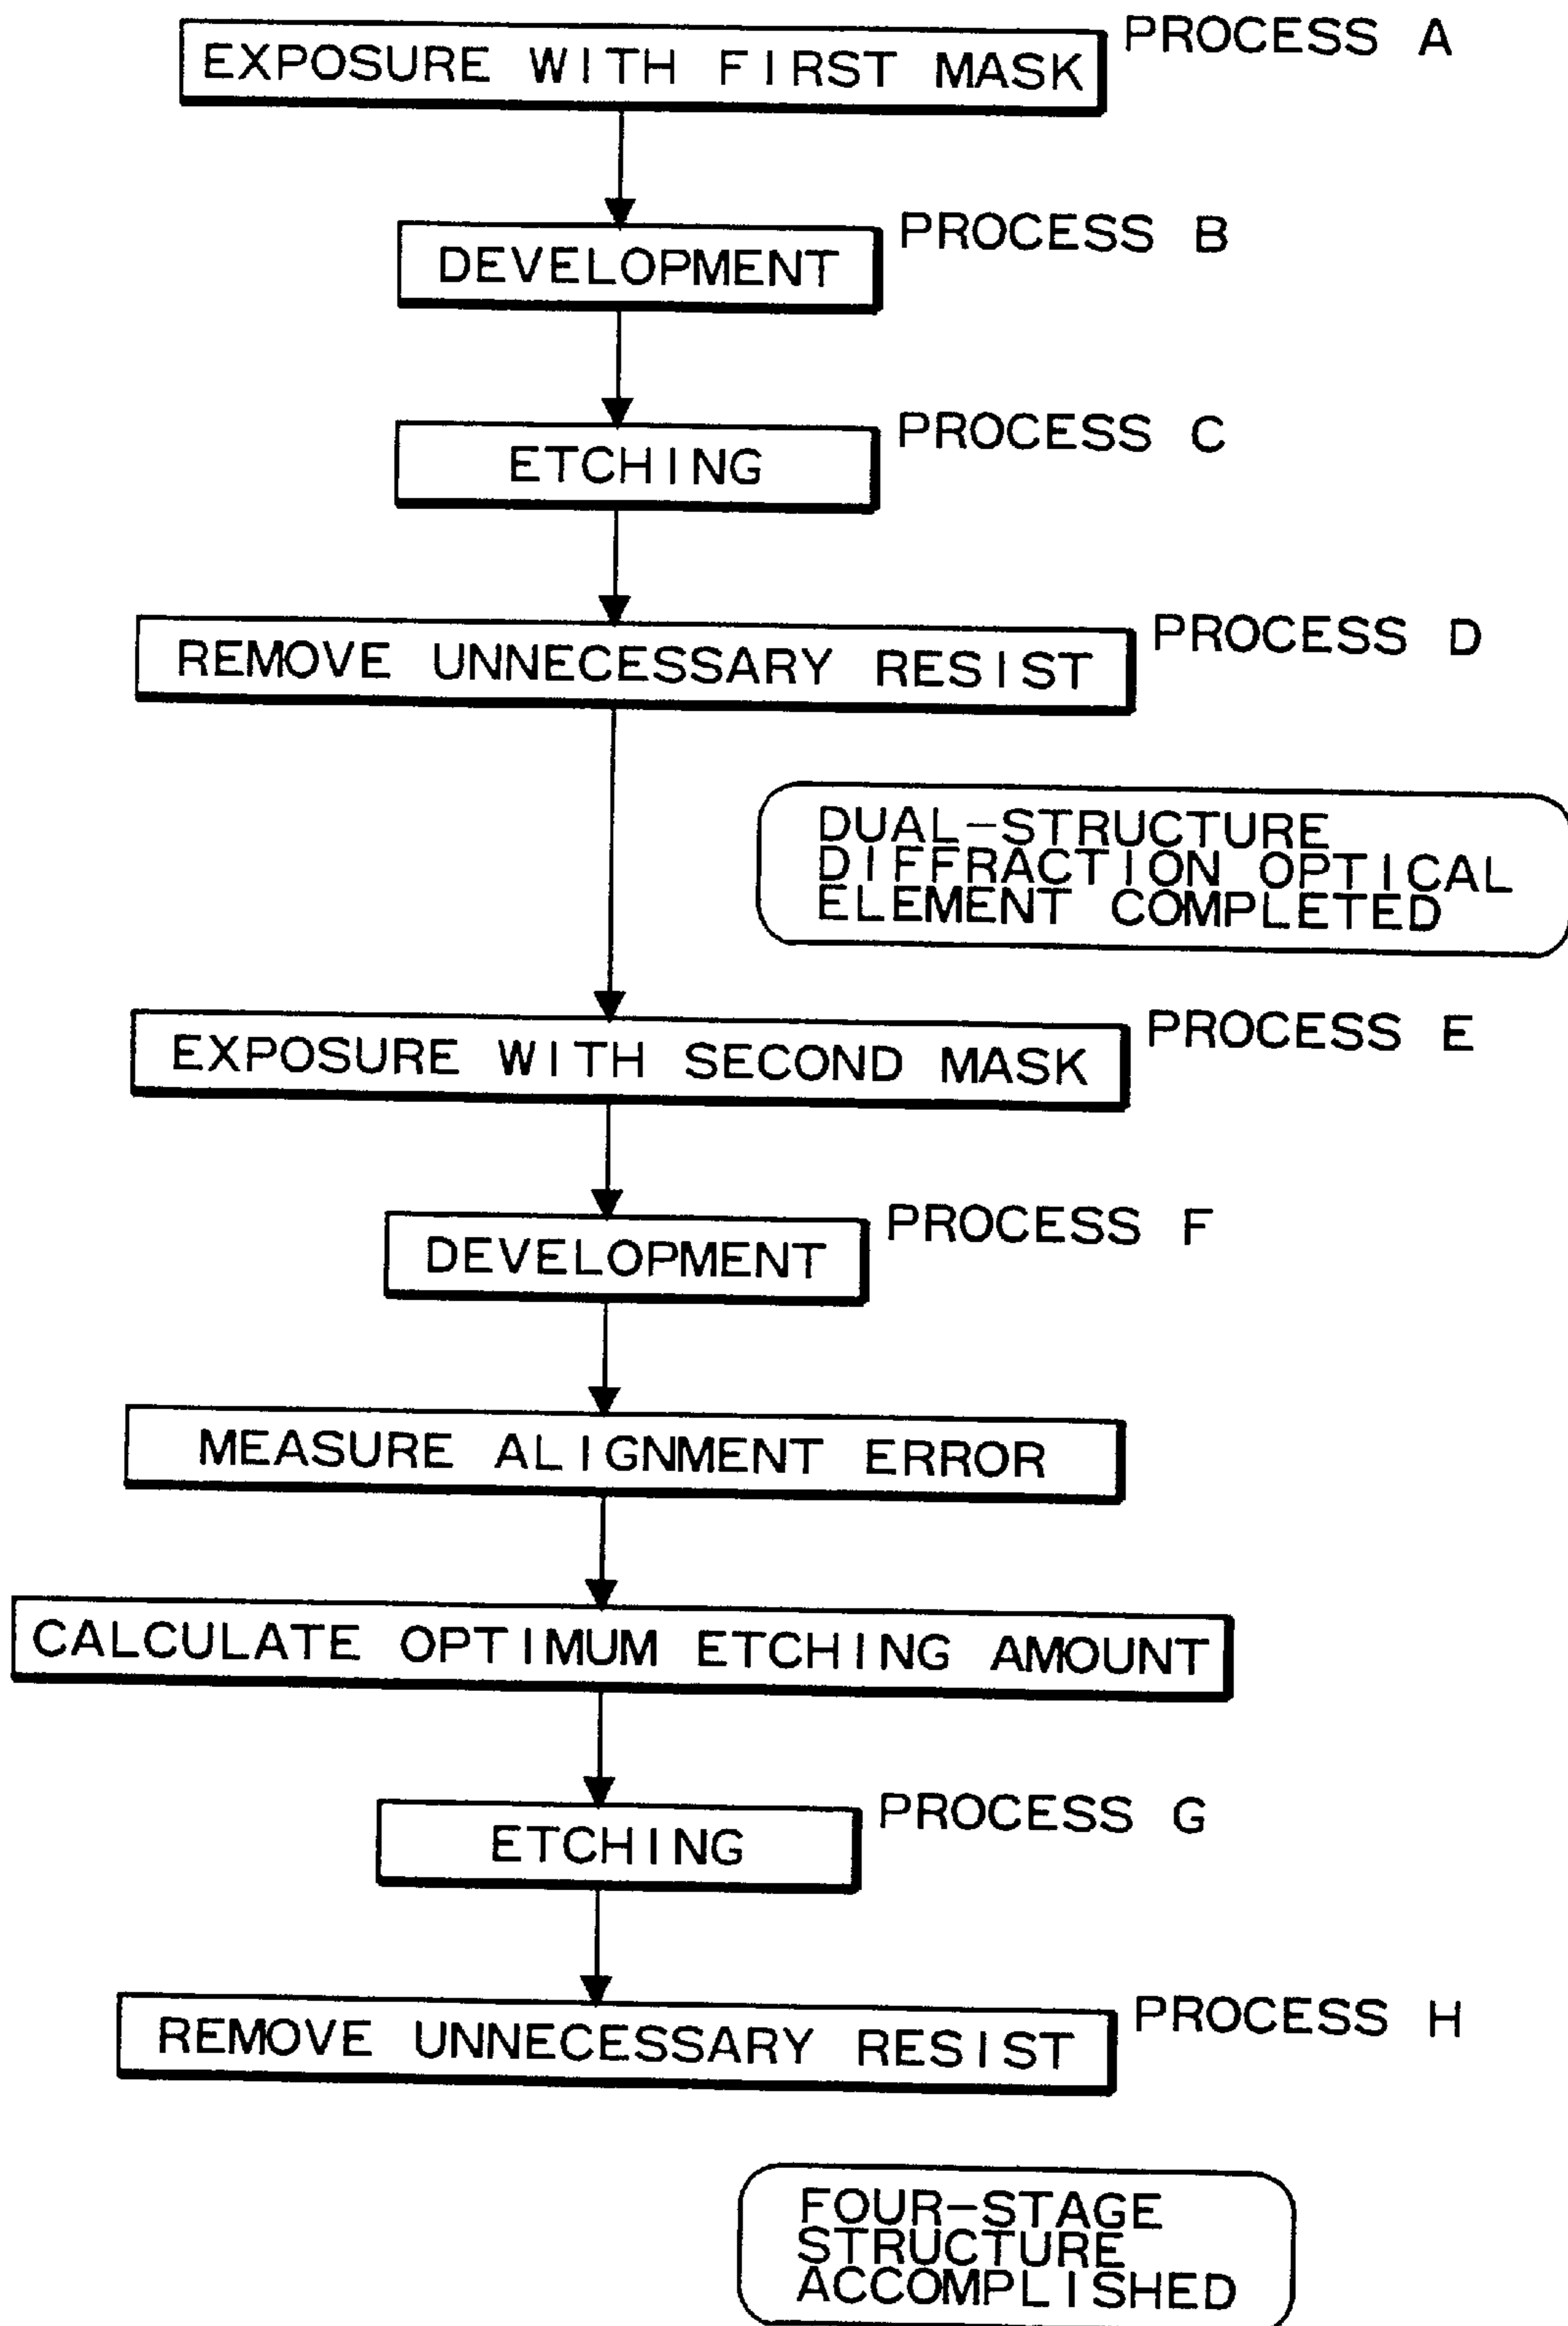 EXPOSURE WITH FIRST MASK
PROCESS A
DEVELOPMENT
PROCESS B
ETCHING
PROCESS C
REMOVE UNNECESSARY RESIST
PROCESS D
DUAL-STRUCTURE
DIFFRACTION OPTICAL
ELEMENT COMPLETED
EXPOSURE WITH SECOND MASK
PROCESS E
DEVELOPMENT
PROCESS F
MEASURE ALIGNMENT ERROR
CALCULATE OPTIMUM ETCHING AMOUNT
ETCHING
PROCESS G
REMOVE UNNECESSARY RESIST
PROCESS H
FOUR-STAGE
STRUCTURE
ACCOMPLISHED